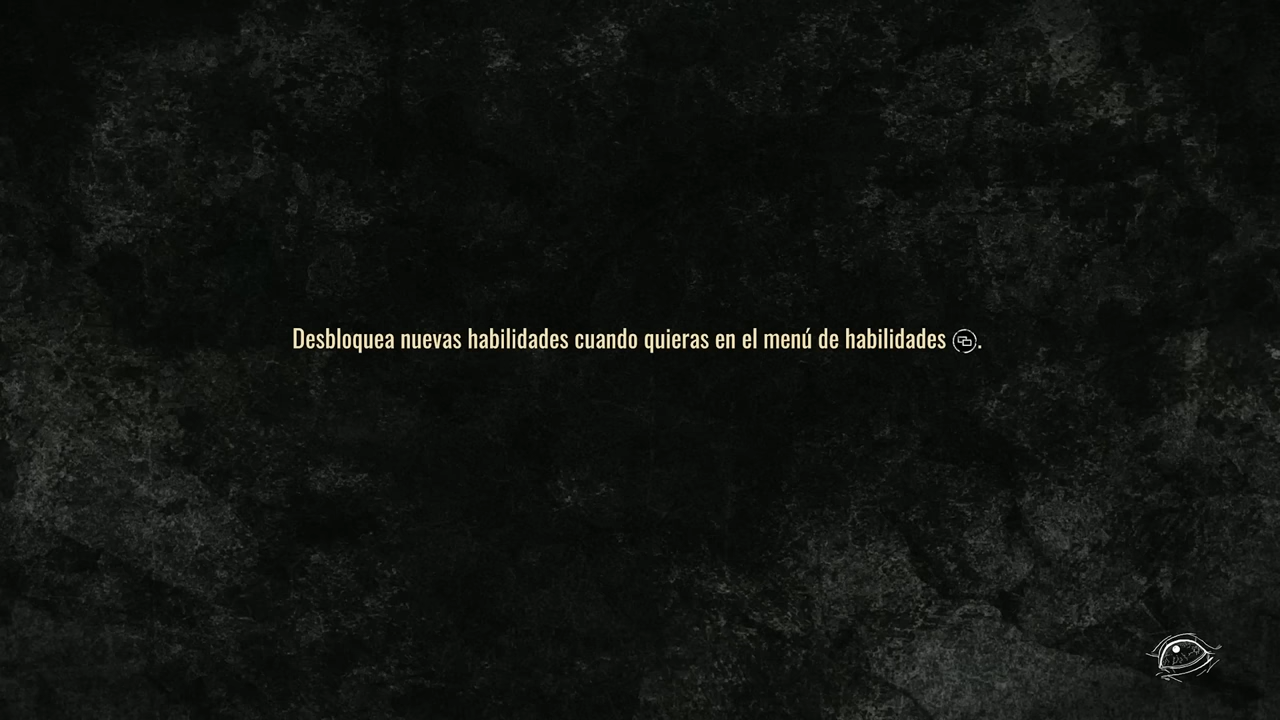 Desbloquea nuevas habilidades cuando quieras en el menú de habilidades .